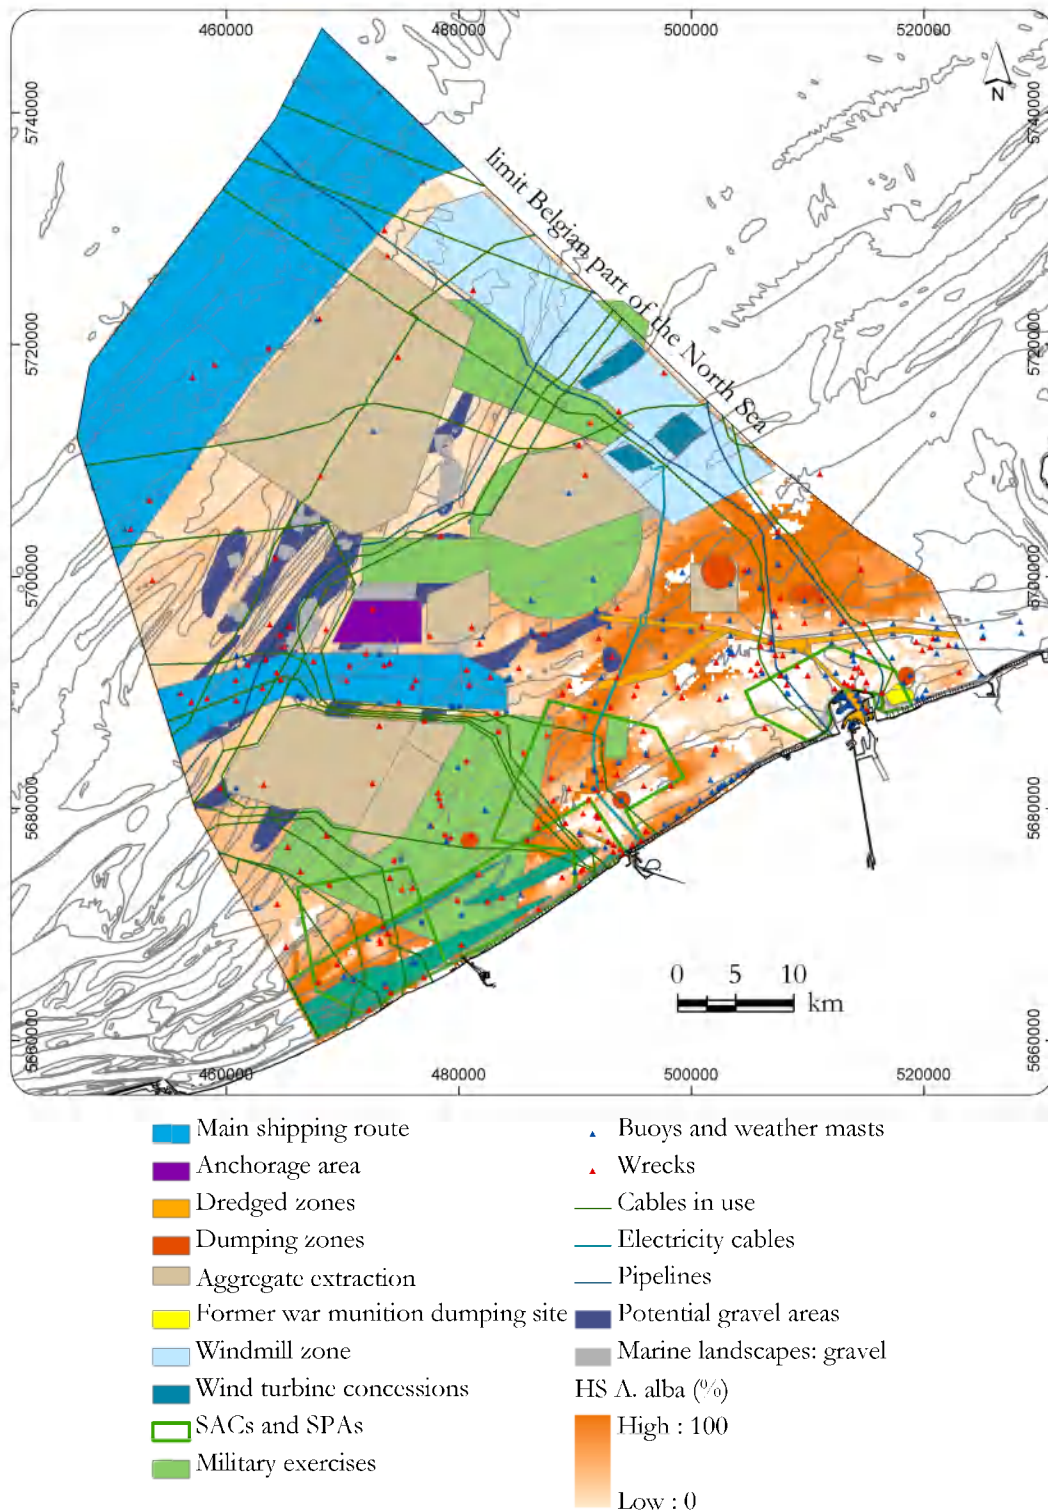 460000 480000 500000 520000
5740000 5740000
N
limit Belgian part of the North Sea
5720000 5720000
5700000 5700000
5680000 5680000
0 5 10
km
5660000 5660000
460000 480000 500000 520000
Main shipping route
Anchorage area
Dredged zones
Dumping zones
Aggregate extraction
Former war munition dumping site
Windmill zone
Wind turbine concessions
SACs and SPAs
Military exercises
Buoys and weather masts
Wrecks
Cables in use
Electricity cables
Pipelines
Potential gravel areas
Marine landscapes: gravel
HS A. alba (%)
High : 100
Low : 0